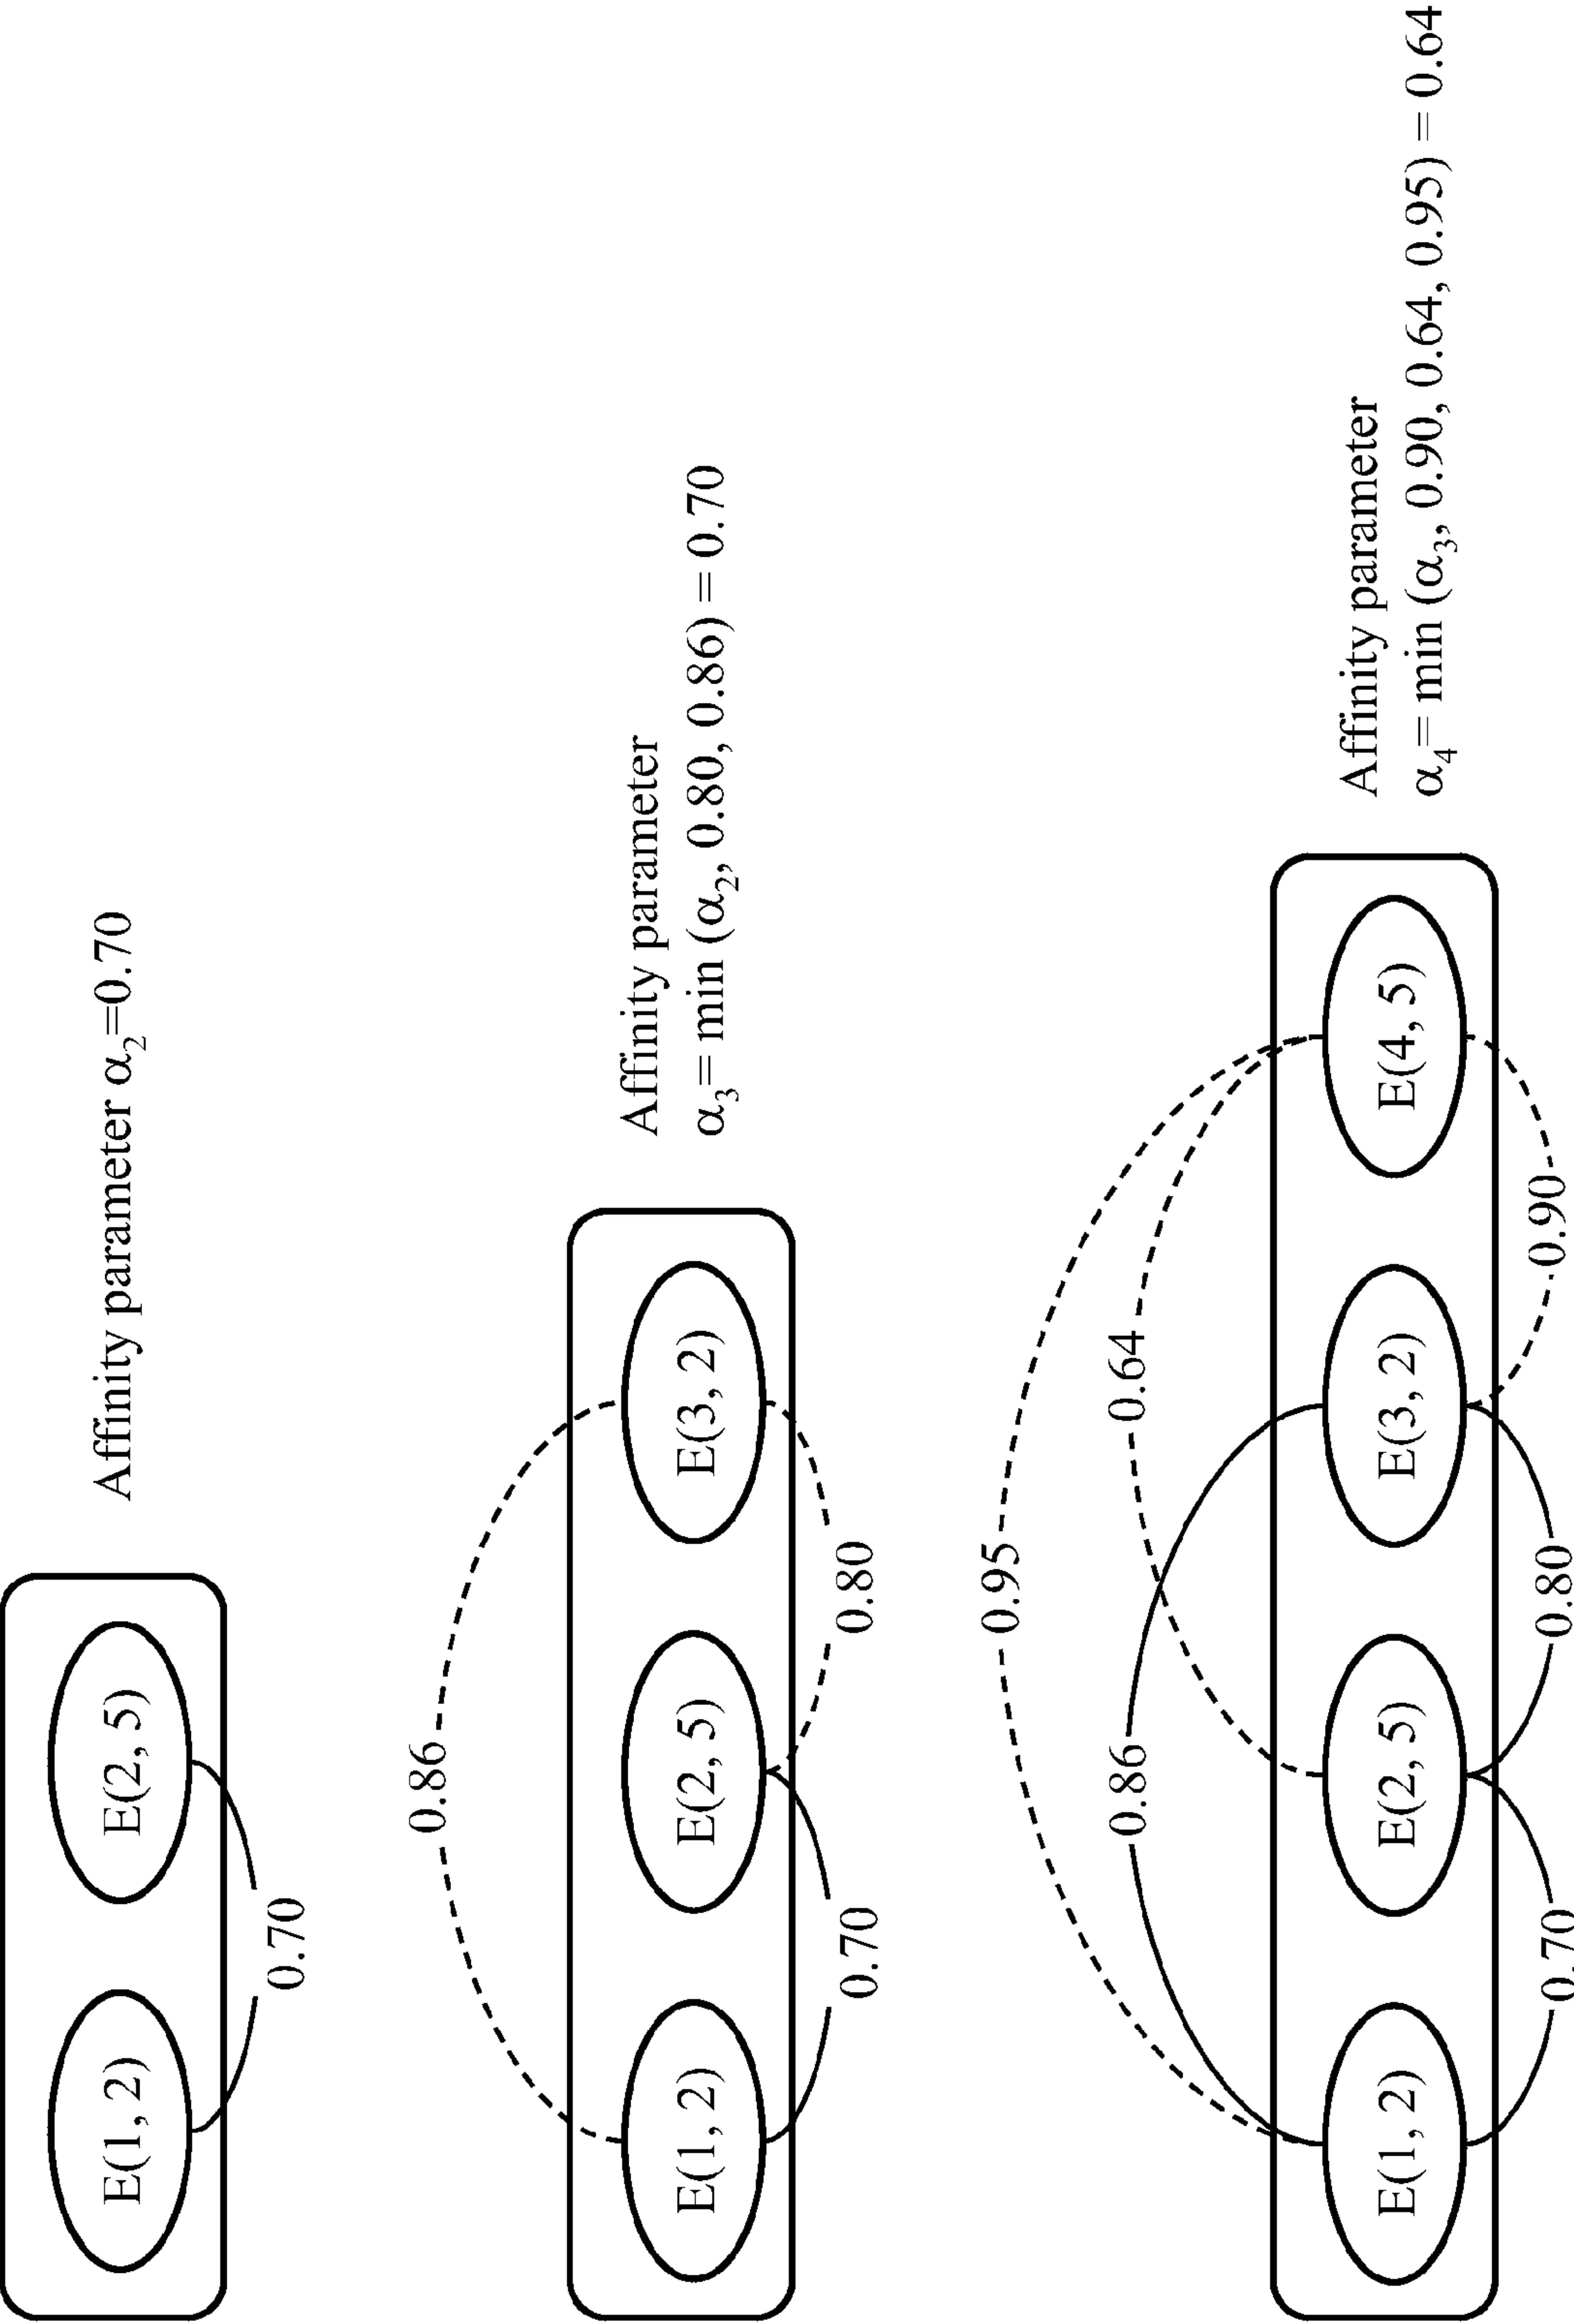 E(1, 2)
E(2, 5)
Affinity parameter α2=0.70
0.70
0.86
E(1, 2)
E(2, 5)
E(3, 2)
Affinity parameter
α3= min (α2, 0.80, 0.86) = 0.70
0.70
0.80
0.95
0.86
0.64
E(1, 2)
E(2, 5)
E(3, 2)
E(4, 5)
Affinity parameter
α4= min (α3, 0.90, 0.64, 0.95) = 0.64
0.70
0.80
0.90